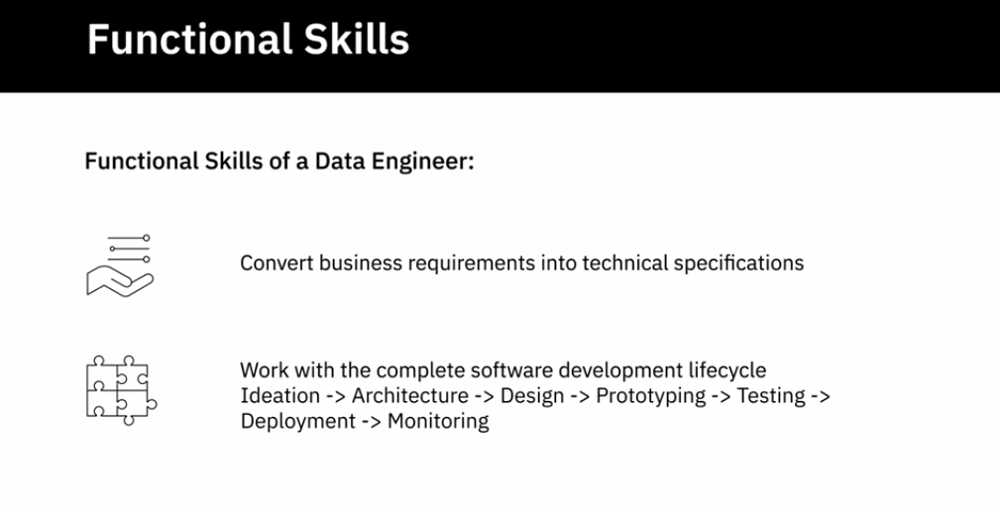 Functional Skills
Functional Skills of a Data Engineer:
Convert business requirements into technical specifications
Work with the complete software development lifecycle
Ideation -> Architecture -> Design -> Prototyping -> Testing ->
Deployment -> Monitoring